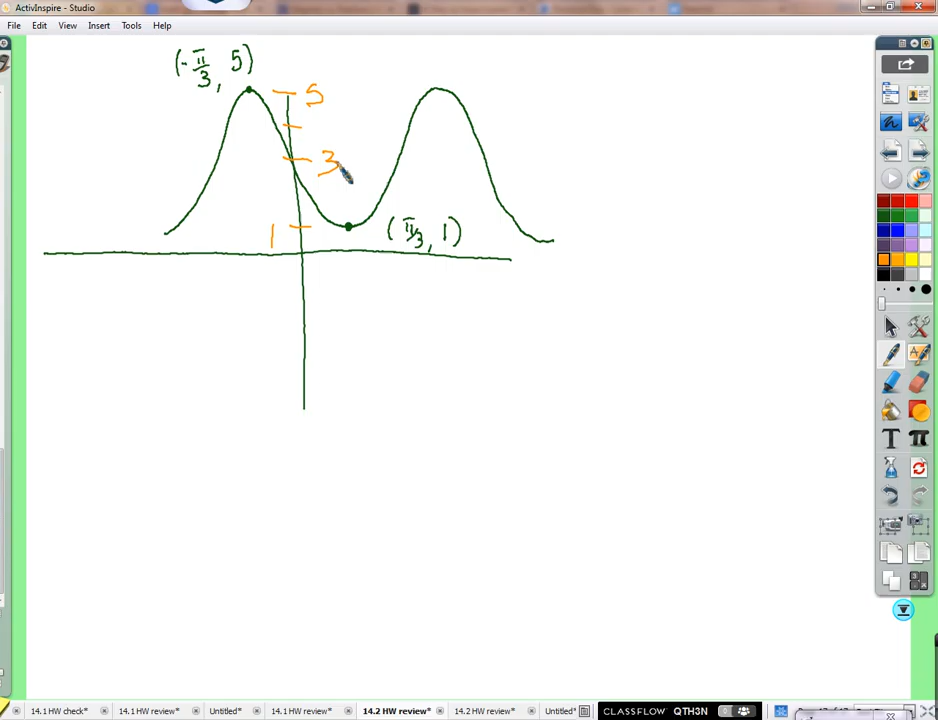 ActivInspire - Studio
File Edit View Insert Tools Help
(-π/3, 5)
5
3
1
(π/3, 1)
14.1 HW check*
14.1 HW review*
Untitled*
14.1 HW review*
14.2 HW review*
14.2 HW review*
Untitled*
CLASSFLOW QTH3N
0